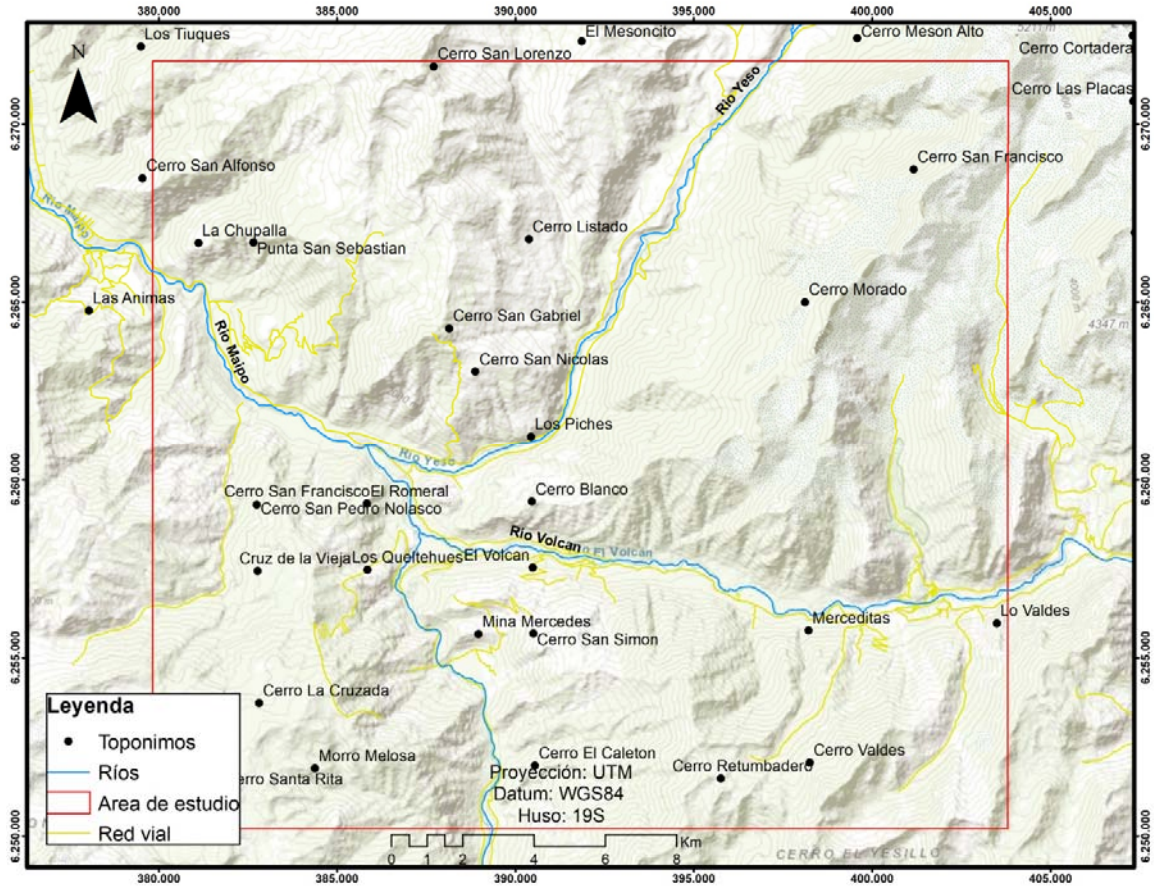 380.000 385.000 390.000 395.000 400.000 405.000
Los Tiuques
El Mesoncito
Cerro Meson Alto
5211 m
Cerro Cortadera
Cerro San Lorenzo
N
Cerro Las Placas
Rio Yeso
6.270.000
6.270.000
Cerro San Francisco
Cerro San Alfonso
Rio Maipo
La Chupalla
Cerro Listado
Punta San Sebastian
Las Animas
Cerro Morado
6.265.000
6.265.000
4347 m
Cerro San Gabriel
Rio Maipo
Cerro San Nicolas
Los Piches
Rio Yeso
6.260.000
6.260.000
Cerro San Francisco
El Romeral
Cerro Blanco
Cerro San Pedro Nolasco
Rio Volcan
o El Volcan
Cruz de la Vieja
Los Queltehues
El Volcan
Mina Mercedes
Merceditas
Lo Valdes
Cerro San Simon
6.255.000
6.255.000
Cerro La Cruzada
Leyenda
Toponimos
Ríos
Area de estudio
Red vial
Morro Melosa
erro Santa Rita
Cerro El Caleton
Cerro Valdes
Cerro Retumbadero
Proyección: UTM
Datum: WGS84
Huso: 19S
6.250.000
6.250.000
Km
0 1 2 4 6 8
CERRO EL YESILLO
380.000 385.000 390.000 395.000 400.000 405.000